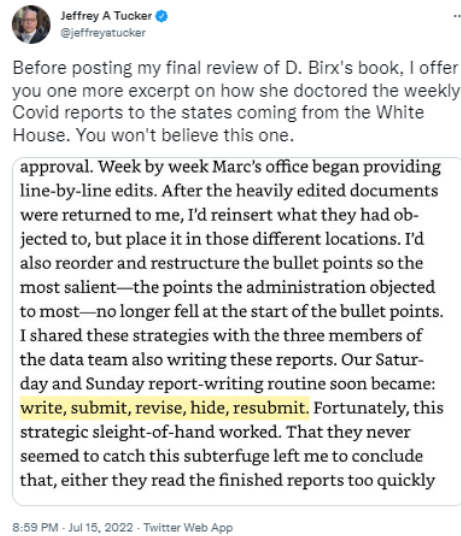 Jeffrey A Tucker
@jeffreyatucker
Before posting my final review of D. Birx's book, I offer
you one more excerpt on how she doctored the weekly
Covid reports to the states coming from the White
House. You won't believe this one.
approval. Week by week Marc's office began providing
line-by-line edits. After the heavily edited documents
were returned to me, I'd reinsert what they had ob-
jected to, but place it in those different locations. I'd
also reorder and restructure the bullet points so the
most salient—the points the administration objected
to most—no longer fell at the start of the bullet points.
I shared these strategies with the three members of
the data team also writing these reports. Our Satur-
day and Sunday report-writing routine soon became:
write, submit, revise, hide, resubmit. Fortunately, this
strategic sleight-of-hand worked. That they never
seemed to catch this subterfuge left me to conclude
that, either they read the finished reports too quickly
8:59 PM · Jul 15, 2022 · Twitter Web App